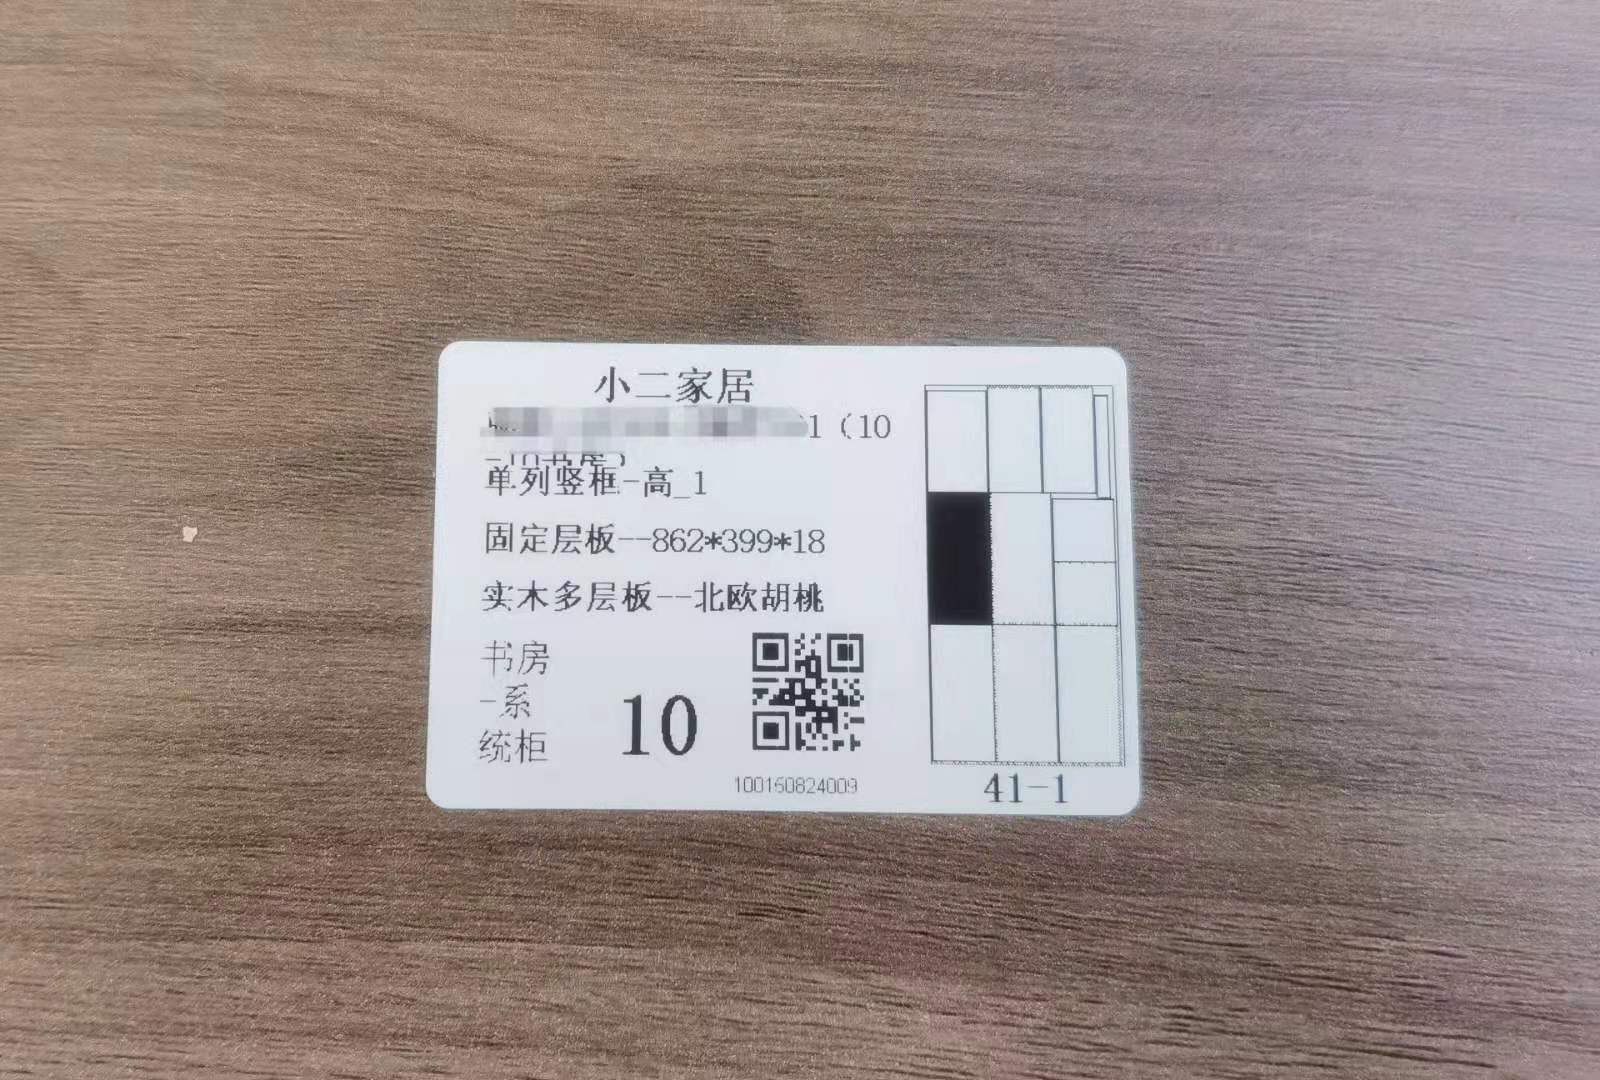 小二家居
1（10
单列竖框-高_1
固定层板--862*399*18
实木多层板--北欧胡桃
书房
-系
统柜
10
100160824009
41-1